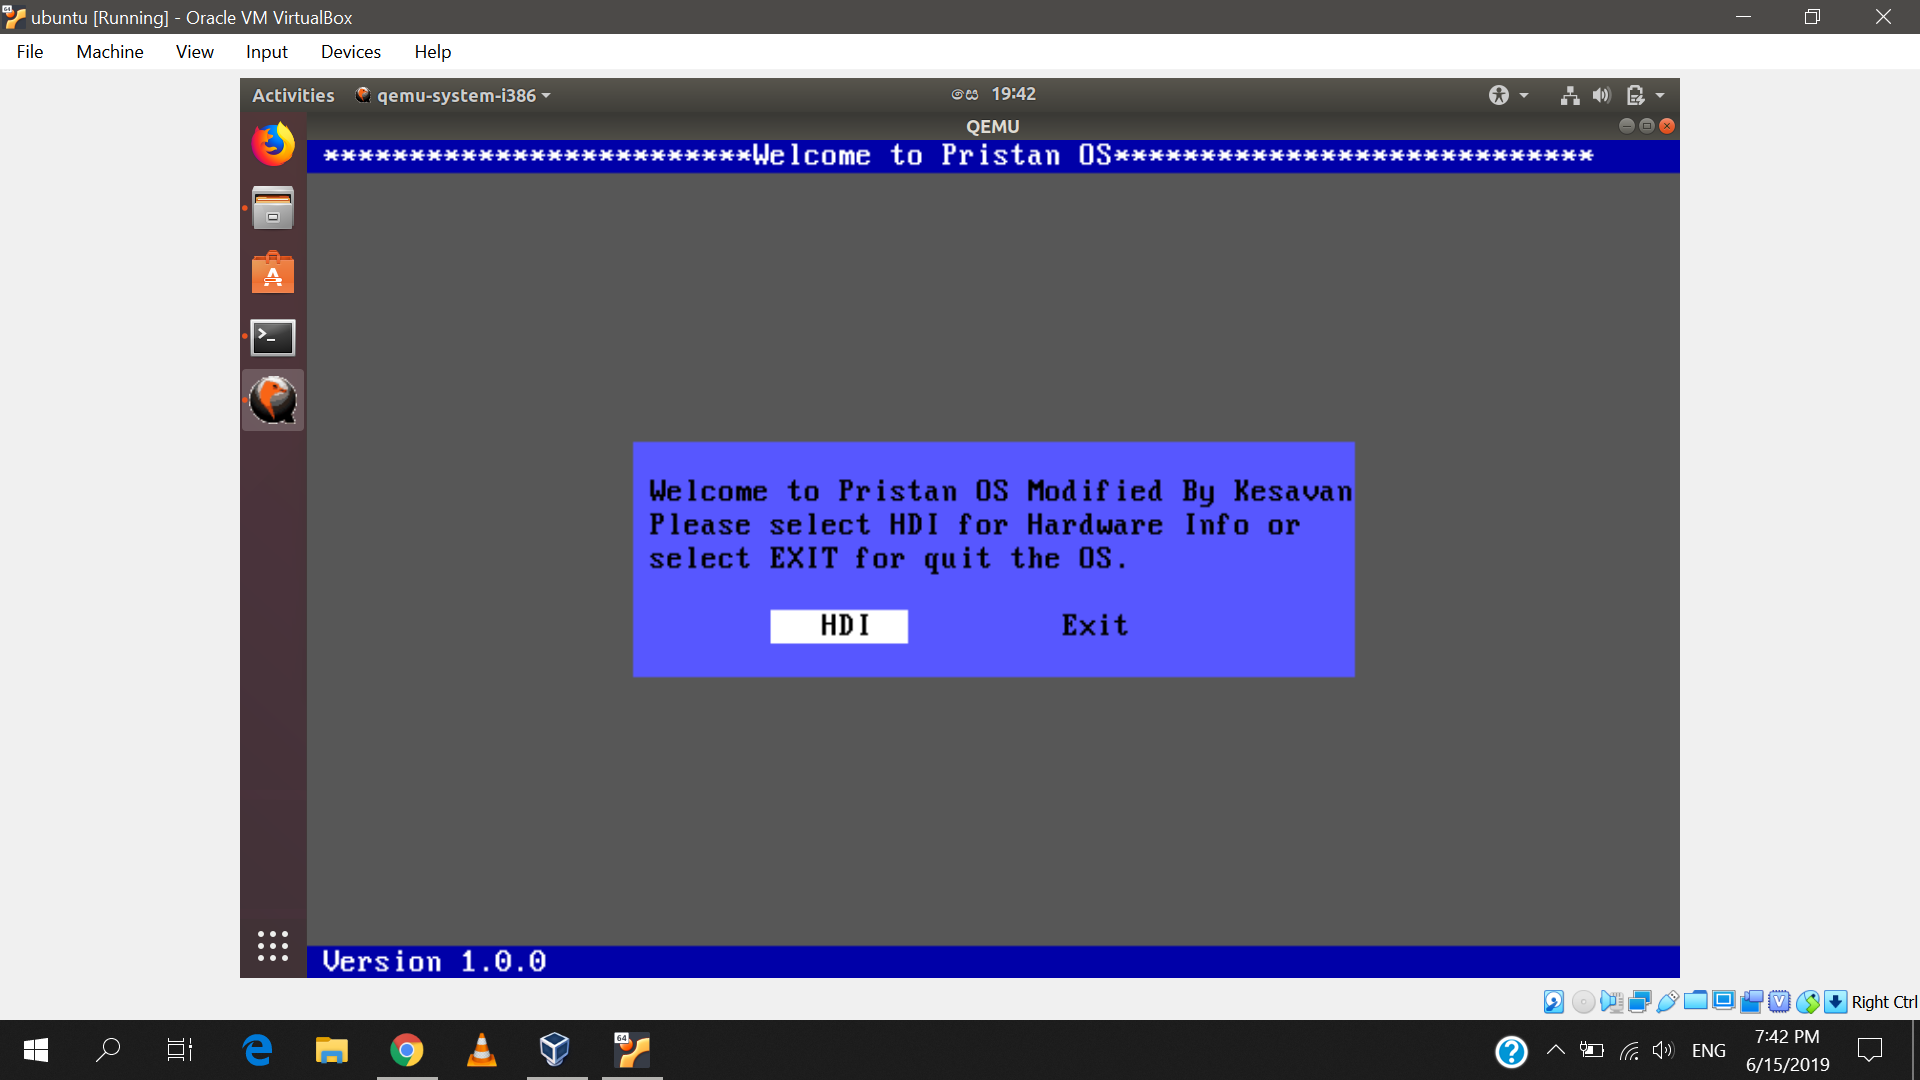 ubuntu [Running] - Oracle VM VirtualBox
File Machine View Input Devices Help
Activities qemu-system-i386 සෙ 19:42
QEMU
*************************Welcome to Pristan OS****************************
Welcome to Pristan OS Modified By Kesavan
Please select HDI for Hardware Info or
select EXIT for quit the OS.
HDI Exit
Version 1.0.0
Right Ctrl
ENG
7:42 PM
6/15/2019